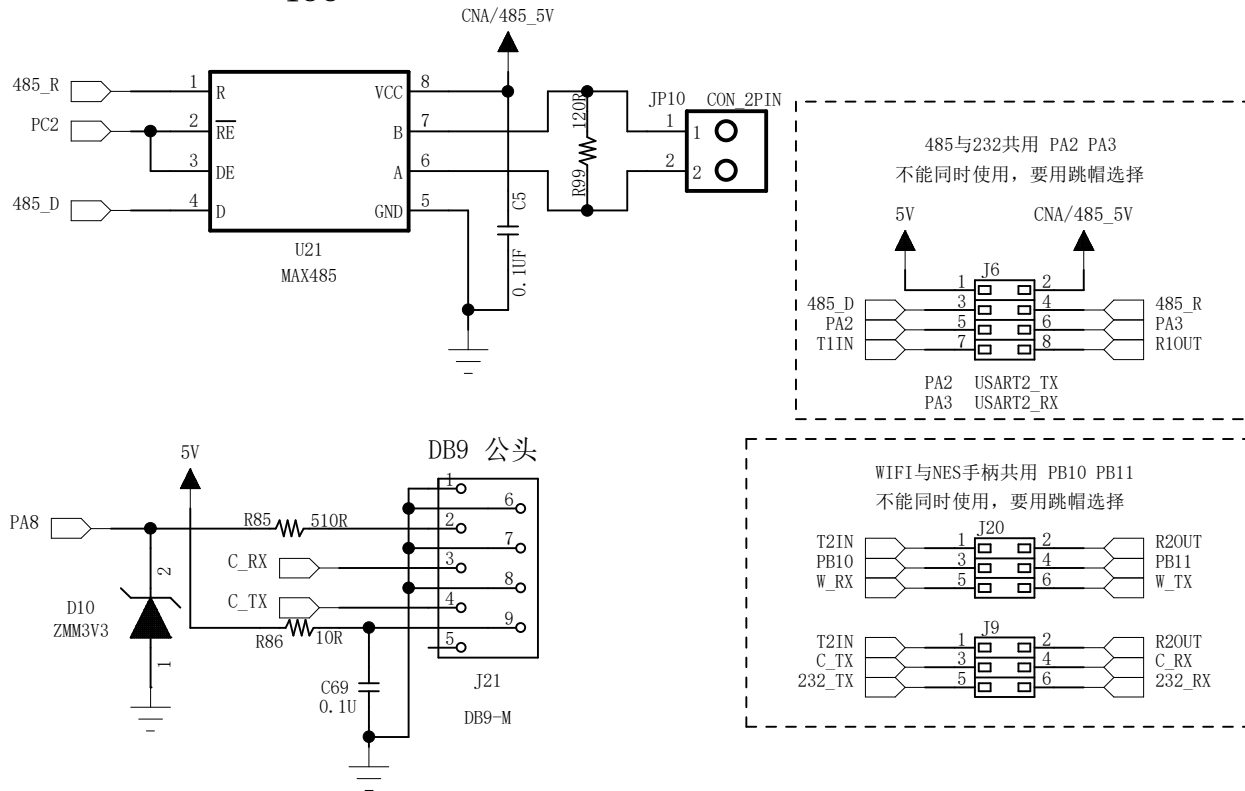 CNA/485_5V
485_R
1
R
VCC
8
PC2
2
RE
B
7
3
DE
A
6
485_D
4
D
GND
5
U21
MAX485
C5
0.1UF
120R
R99
JP10
CON_2PIN
1
1
2
2
485与232共用 PA2 PA3
不能同时使用，要用跳帽选择
5V
CNA/485_5V
J6
1
2
485_D
3
4
485_R
PA2
5
6
PA3
T1IN
7
8
R1OUT
PA2 USART2_TX
PA3 USART2_RX
DB9 公头
5V
PA8
R85
510R
C_RX
C_TX
R86
10R
2
D10
ZMM3V3
1
C69
0.1U
1
6
2
7
3
8
4
9
5
J21
DB9-M
WIFI与NES手柄共用 PB10 PB11
不能同时使用，要用跳帽选择
J20
T2IN
1
2
R2OUT
PB10
3
4
PB11
W_RX
5
6
W_TX
J9
T2IN
1
2
R2OUT
C_TX
3
4
C_RX
232_TX
5
6
232_RX